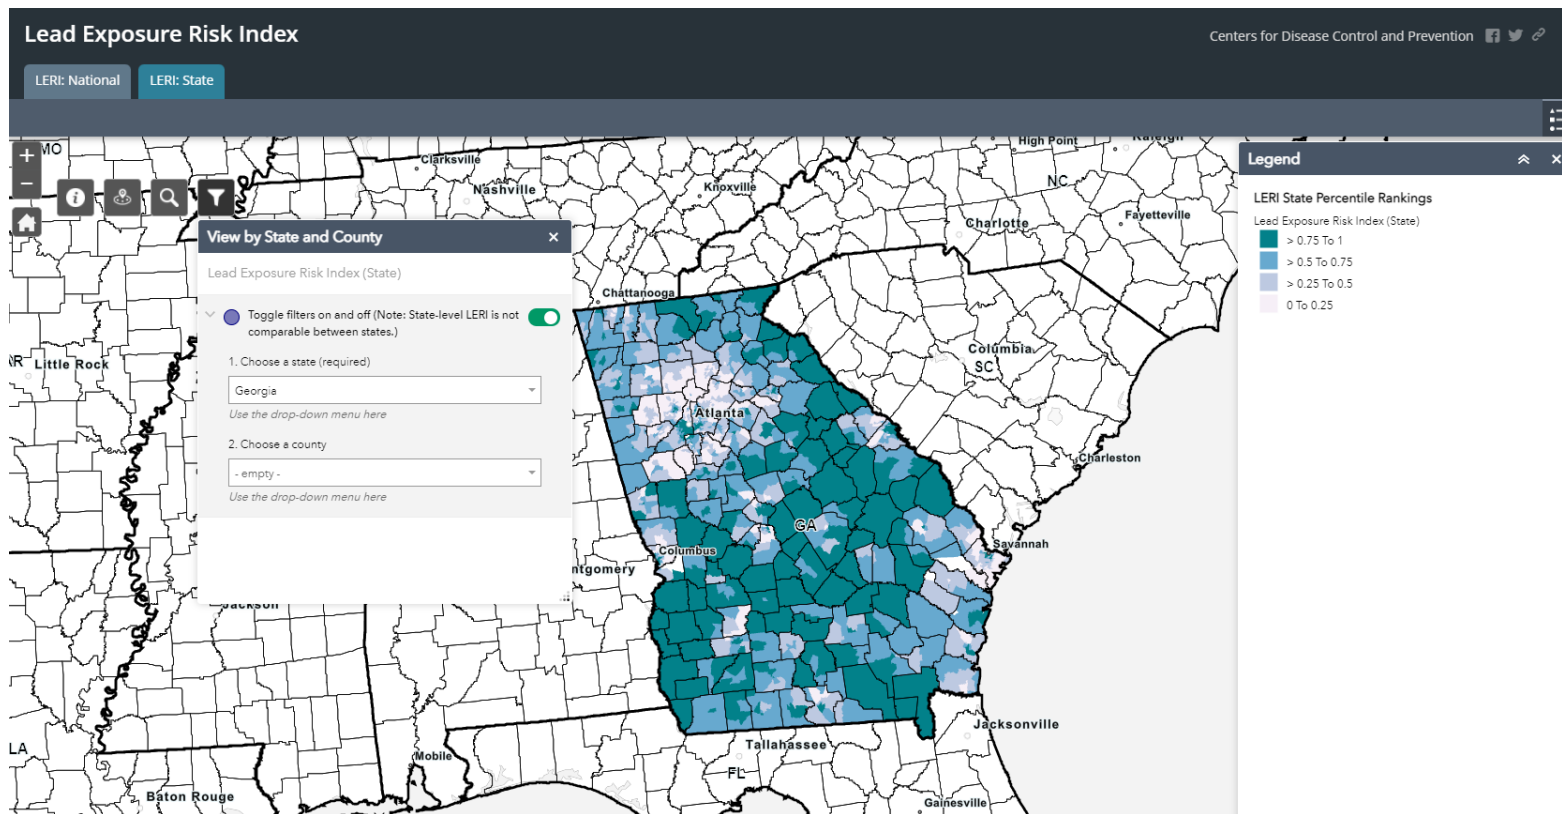 Lead Exposure Risk Index
Centers for Disease Control and Prevention
LERI: National
LERI: State
+
−
View by State and County
×
Lead Exposure Risk Index (State)
Toggle filters on and off (Note: State-level LERI is not
comparable between states.)
1. Choose a state (required)
Georgia
Use the drop-down menu here
2. Choose a county
- empty -
Use the drop-down menu here
Legend
×
LERI State Percentile Rankings
Lead Exposure Risk Index (State)
> 0.75 To 1
> 0.5 To 0.75
> 0.25 To 0.5
0 To 0.25
MO
Clarksville
Nashville
Knoxville
High Point
Raleigh
NC
Charlotte
Fayetteville
Chattanooga
Little Rock
Columbia
SC
Atlanta
Charleston
GA
Columbus
Savannah
ntgomery
Jackson
Jacksonville
Tallahassee
FL
LA
Mobile
Baton Rouge
Gainesville